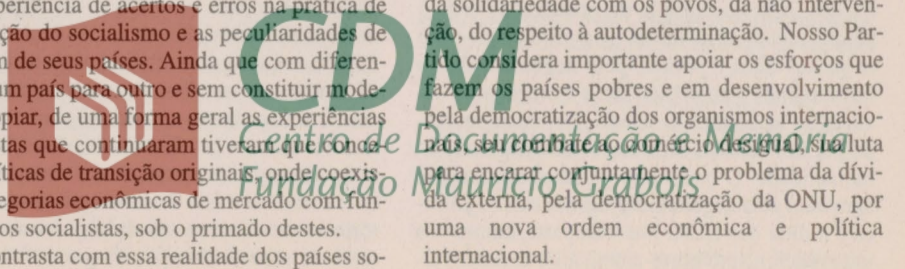 periência de acertos e erros na prática de
ção do socialismo e as peculiaridades de
m de seus países. Ainda que com diferen-
um país para outro e sem constituir mode-
opiar, de uma forma geral as experiências
tas que continuaram tiveram que
ticas de transição originais, onde coexis-
egorias econômicas de mercado com fun-
os socialistas, sob o primado destes.
ntrasta com essa realidade dos países so-
da solidariedade com os povos, da não interven-
ção, do respeito à autodeterminação. Nosso Par-
tido considera importante apoiar os esforços que
fazem os países pobres e em desenvolvimento
pela democratização dos organismos internacio-
nais, seu combate ao comércio desigual, sua luta
para encarar conjuntamente o problema da dívi-
da externa, pela democratização da ONU, por
uma nova ordem econômica e política
internacional.
CDM
Centro de Documentação e Memória
Fundação Maurício Grabois